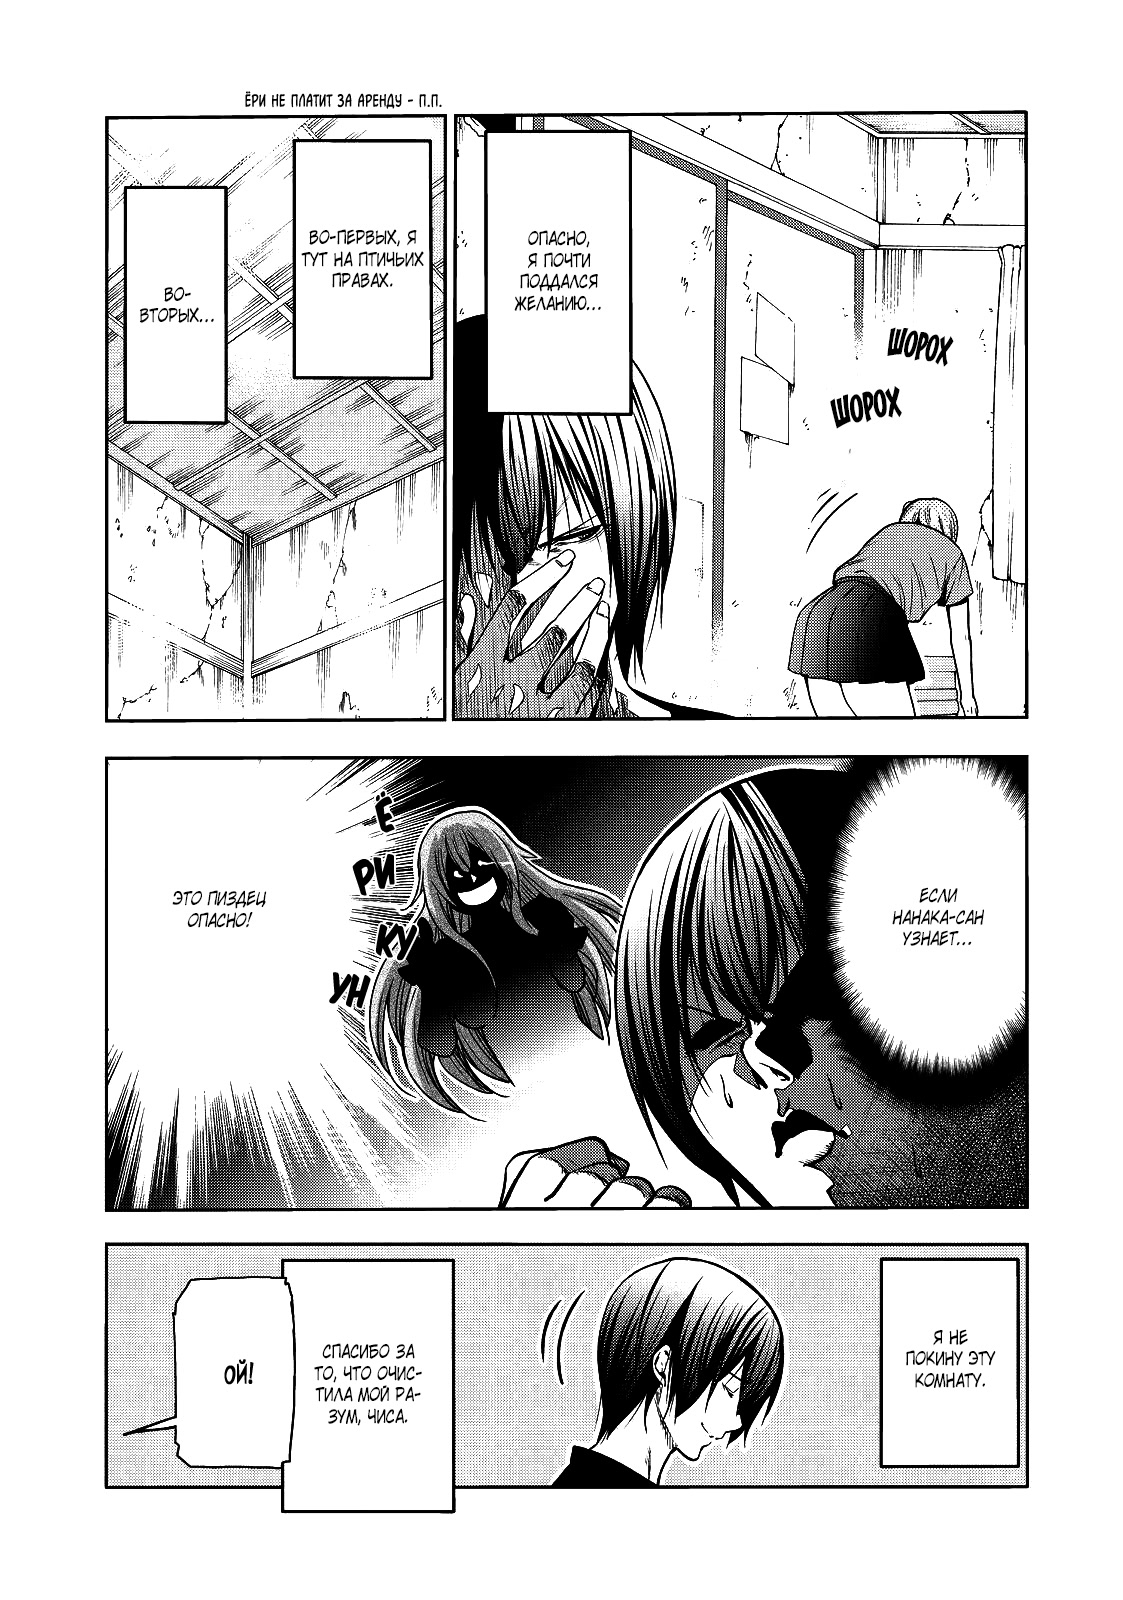 ЁРИ НЕ ПЛАТИТ ЗА АРЕНДУ - П.П.
ОПАСНО,
Я ПОЧТИ
ПОДДАЛСЯ
ЖЕЛАНИЮ...
ШОРОХ
ШОРОХ
ВО-ПЕРВЫХ, Я
ТУТ НА ПТИЧЬИХ
ПРАВАХ.
ВО-
ВТОРЫХ...
ЕСЛИ
НАНАКА-САН
УЗНАЕТ...
Ё
РИ
КУ
УН
ЭТО ПИЗДЕЦ
ОПАСНО!
Я НЕ
ПОКИНУ ЭТУ
КОМНАТУ.
СПАСИБО ЗА
ТО, ЧТО ОЧИС-
ТИЛА МОЙ РА-
ЗУМ, ЧИСА.
ОЙ!